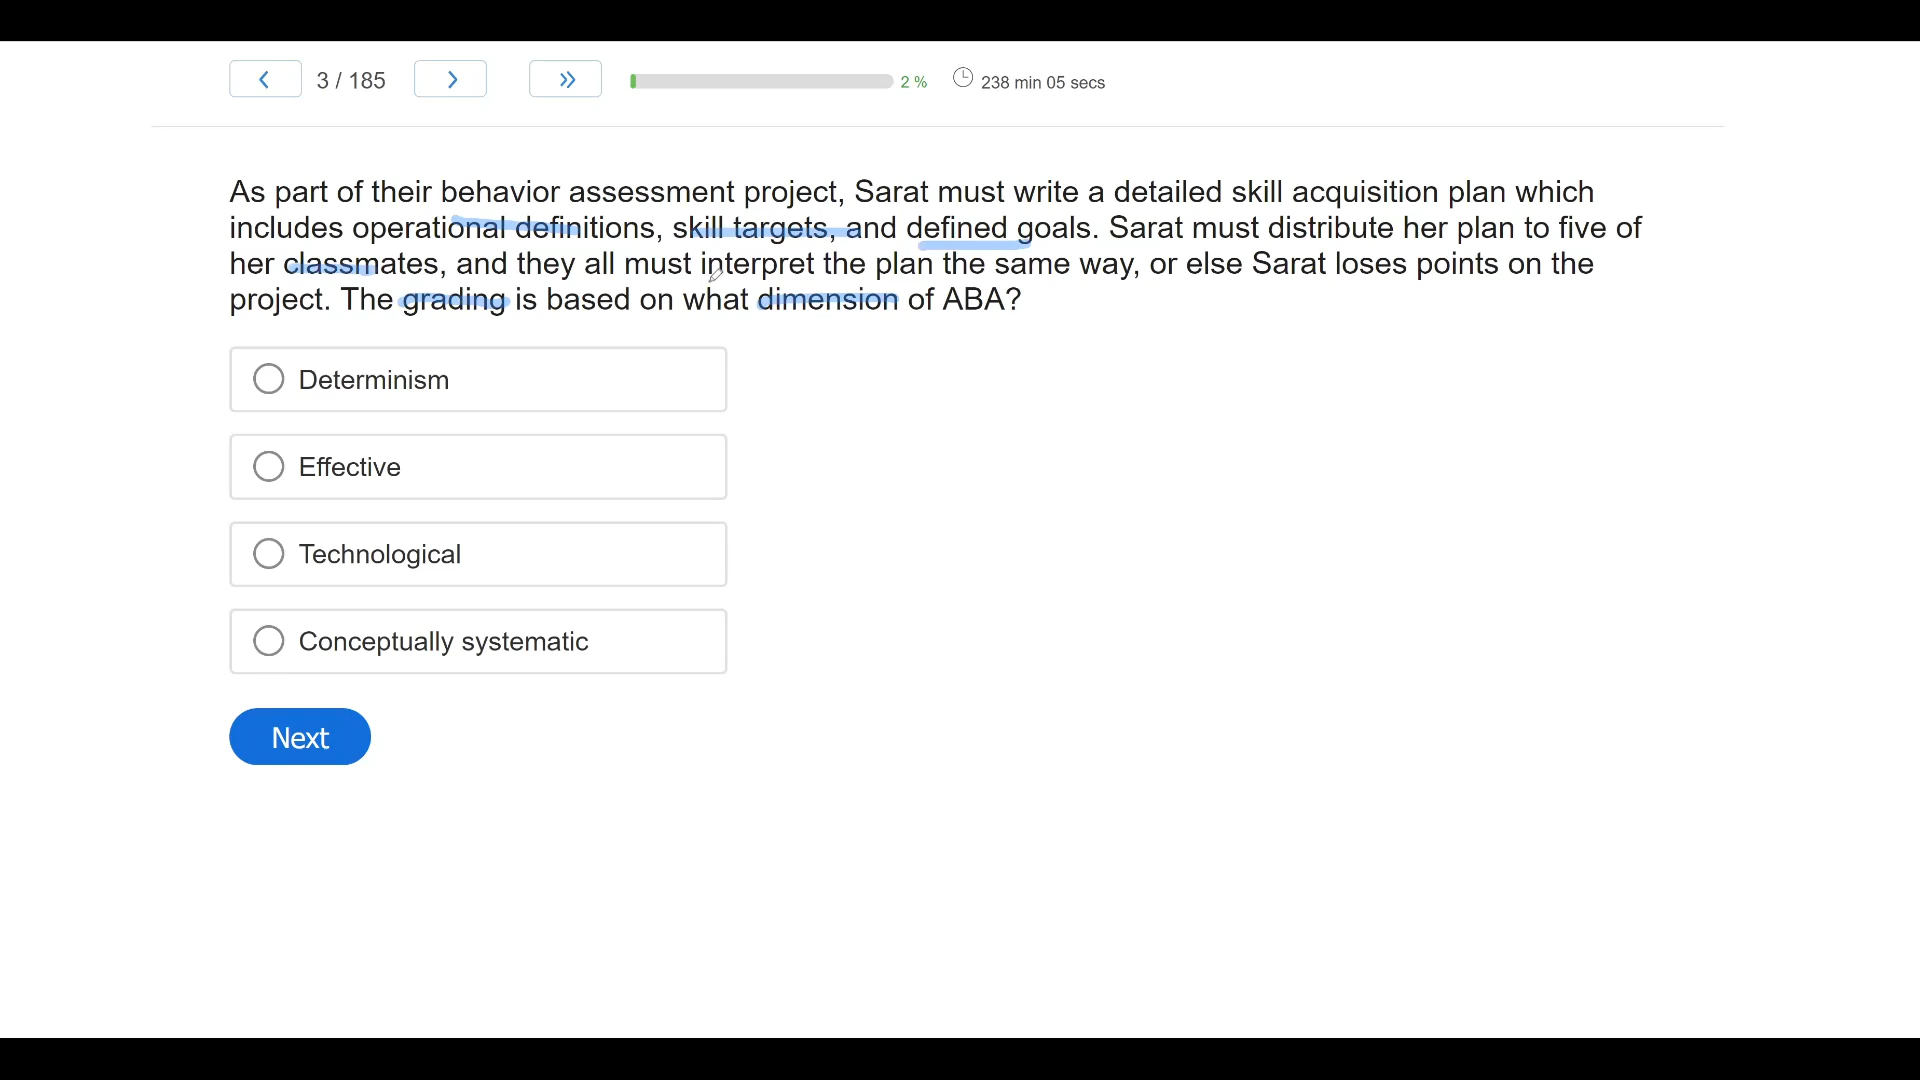 3 / 185
2 %
238 min 05 secs
As part of their behavior assessment project, Sarat must write a detailed skill acquisition plan which
includes operational definitions, skill targets, and defined goals. Sarat must distribute her plan to five of
her classmates, and they all must interpret the plan the same way, or else Sarat loses points on the
project. The grading is based on what dimension of ABA?
Determinism
Effective
Technological
Conceptually systematic
Next